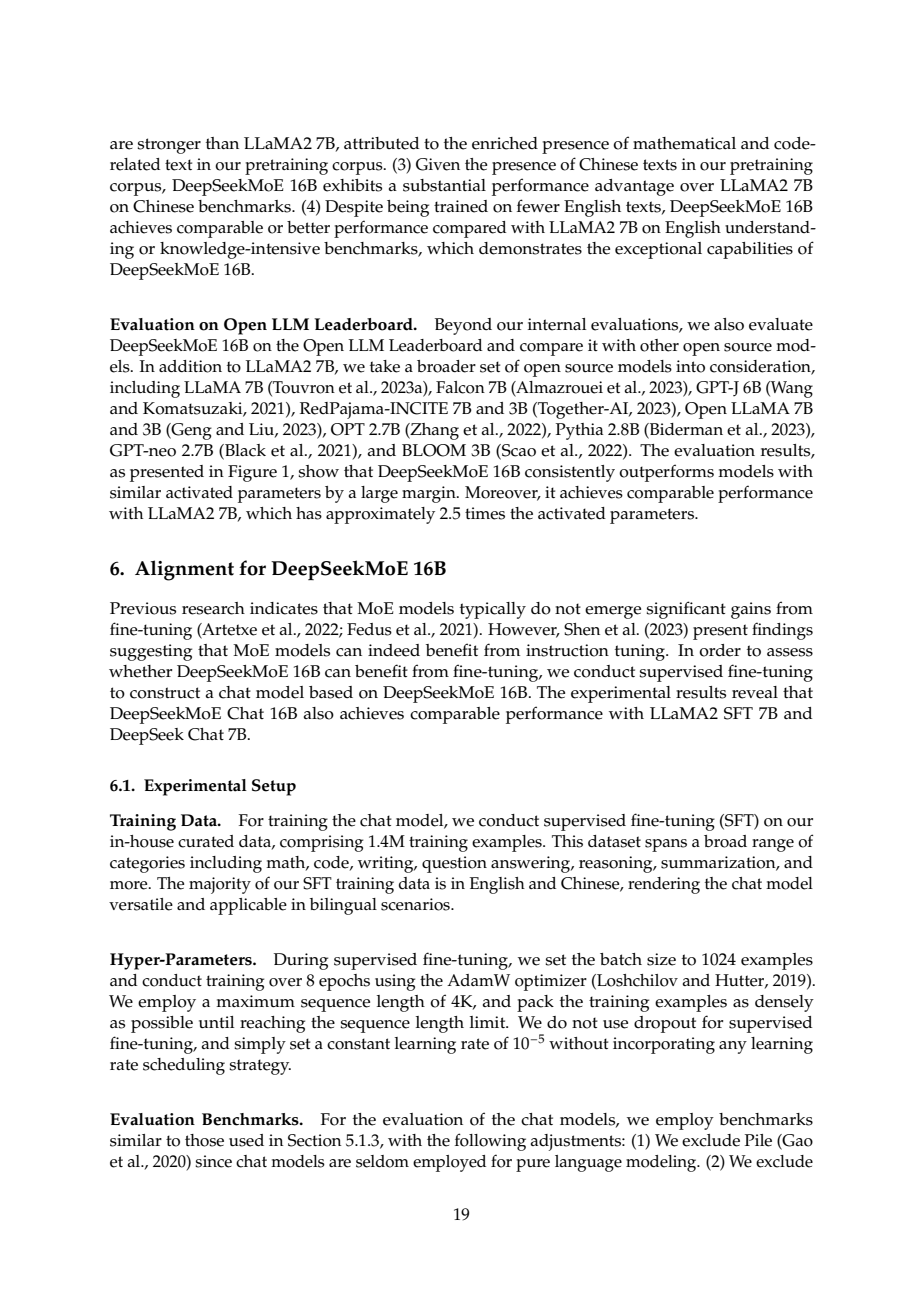 are stronger than LLaMA2 7B, attributed to the enriched presence of mathematical and code-
related text in our pretraining corpus. (3) Given the presence of Chinese texts in our pretraining
corpus, DeepSeekMoE 16B exhibits a substantial performance advantage over LLaMA2 7B
on Chinese benchmarks. (4) Despite being trained on fewer English texts, DeepSeekMoE 16B
achieves comparable or better performance compared with LLaMA2 7B on English understand-
ing or knowledge-intensive benchmarks, which demonstrates the exceptional capabilities of
DeepSeekMoE 16B.
Evaluation on Open LLM Leaderboard. Beyond our internal evaluations, we also evaluate
DeepSeekMoE 16B on the Open LLM Leaderboard and compare it with other open source mod-
els. In addition to LLaMA2 7B, we take a broader set of open source models into consideration,
including LLaMA 7B (Touvron et al., 2023a), Falcon 7B (Almazrouei et al., 2023), GPT-J 6B (Wang
and Komatsuzaki, 2021), RedPajama-INCITE 7B and 3B (Together-AI, 2023), Open LLaMA 7B
and 3B (Geng and Liu, 2023), OPT 2.7B (Zhang et al., 2022), Pythia 2.8B (Biderman et al., 2023),
GPT-neo 2.7B (Black et al., 2021), and BLOOM 3B (Scao et al., 2022). The evaluation results,
as presented in Figure 1, show that DeepSeekMoE 16B consistently outperforms models with
similar activated parameters by a large margin. Moreover, it achieves comparable performance
with LLaMA2 7B, which has approximately 2.5 times the activated parameters.
6. Alignment for DeepSeekMoE 16B
Previous research indicates that MoE models typically do not emerge significant gains from
fine-tuning (Artetxe et al., 2022; Fedus et al., 2021). However, Shen et al. (2023) present findings
suggesting that MoE models can indeed benefit from instruction tuning. In order to assess
whether DeepSeekMoE 16B can benefit from fine-tuning, we conduct supervised fine-tuning
to construct a chat model based on DeepSeekMoE 16B. The experimental results reveal that
DeepSeekMoE Chat 16B also achieves comparable performance with LLaMA2 SFT 7B and
DeepSeek Chat 7B.
6.1. Experimental Setup
Training Data. For training the chat model, we conduct supervised fine-tuning (SFT) on our
in-house curated data, comprising 1.4M training examples. This dataset spans a broad range of
categories including math, code, writing, question answering, reasoning, summarization, and
more. The majority of our SFT training data is in English and Chinese, rendering the chat model
versatile and applicable in bilingual scenarios.
Hyper-Parameters. During supervised fine-tuning, we set the batch size to 1024 examples
and conduct training over 8 epochs using the AdamW optimizer (Loshchilov and Hutter, 2019).
We employ a maximum sequence length of 4K, and pack the training examples as densely
as possible until reaching the sequence length limit. We do not use dropout for supervised
fine-tuning, and simply set a constant learning rate of 10⁻⁵ without incorporating any learning
rate scheduling strategy.
Evaluation Benchmarks. For the evaluation of the chat models, we employ benchmarks
similar to those used in Section 5.1.3, with the following adjustments: (1) We exclude Pile (Gao
et al., 2020) since chat models are seldom employed for pure language modeling. (2) We exclude
19